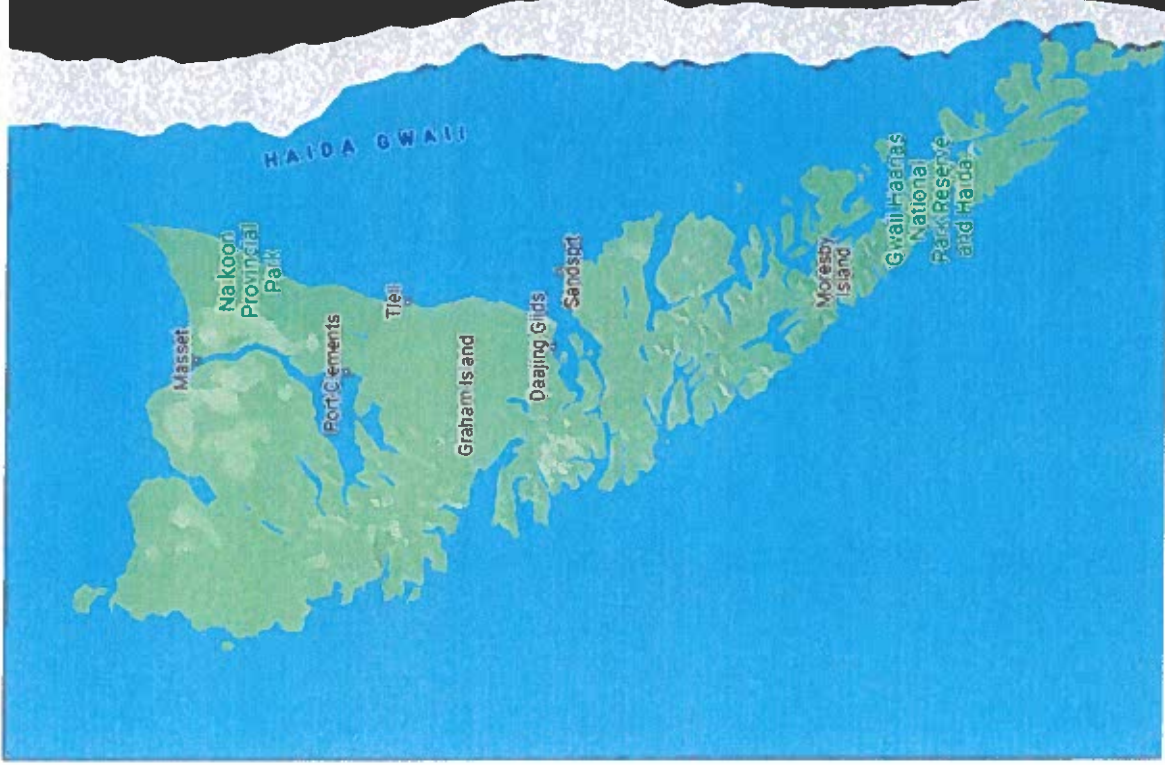 HAIDA GWAII
Masset
Naikoon
Provincial
Park
Port Clements
Tlell
Graham Island
Daajing Giids
Sandspit
Moresby
Island
Gwaii Haanas
National
Park Reserve
and Haida